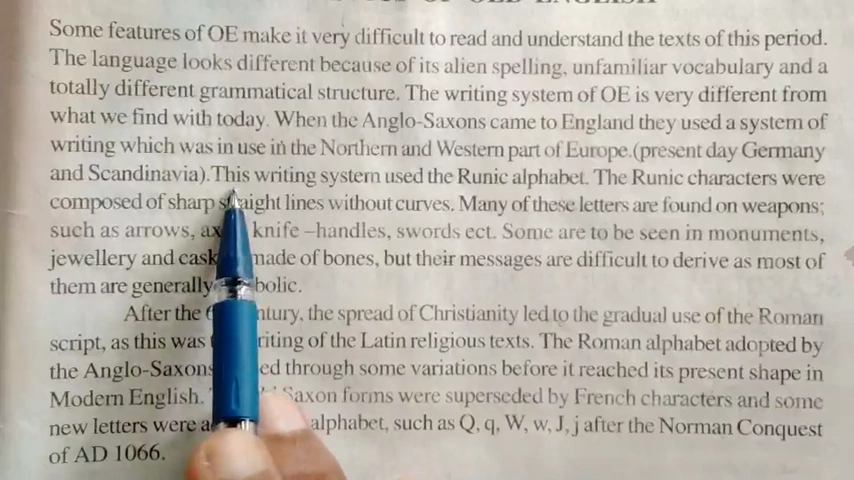 OF OLD ENGLISH
Some features of OE make it very difficult to read and understand the texts of this period.
The language looks different because of its alien spelling, unfamiliar vocabulary and a
totally different grammatical structure. The writing system of OE is very different from
what we find with today. When the Anglo-Saxons came to England they used a system of
writing which was in use in the Northern and Western part of Europe.(present day Germany
and Scandinavia).This writing system used the Runic alphabet. The Runic characters were
composed of sharp straight lines without curves. Many of these letters are found on weapons;
such as arrows, knife –handles, swords ect. Some are to be seen in monuments,
jewellery and made of bones, but their messages are difficult to derive as most of
them are generally
After the the spread of Christianity led to the gradual use of the Roman
script, as this was of the Latin religious texts. The Roman alphabet adopted by
the Anglo-Saxons through some variations before it reached its present shape in
Modern English. Saxon forms were superseded by French characters and some
new letters were alphabet, such as Q, q, W, w, J, j after the Norman Conquest
of AD 1066.